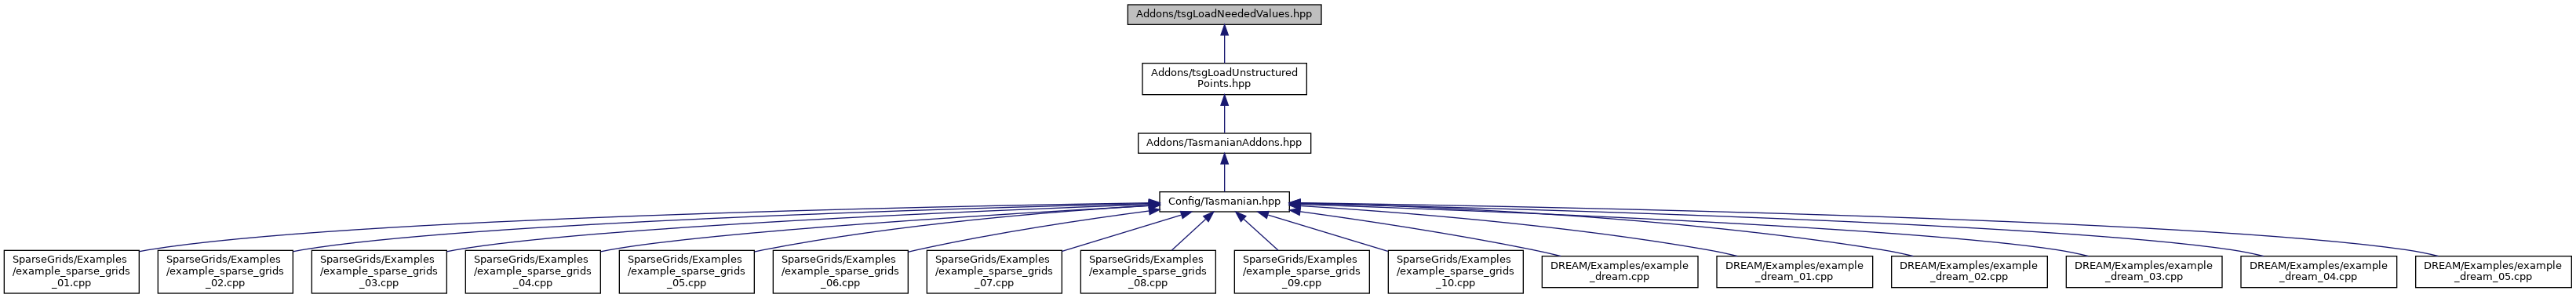 Addons/tsgLoadNeededValues.hpp
Addons/tsgLoadUnstructured
Points.hpp
Addons/TasmanianAddons.hpp
Config/Tasmanian.hpp
SparseGrids/Examples
/example_sparse_grids
_01.cpp
SparseGrids/Examples
/example_sparse_grids
_02.cpp
SparseGrids/Examples
/example_sparse_grids
_03.cpp
SparseGrids/Examples
/example_sparse_grids
_04.cpp
SparseGrids/Examples
/example_sparse_grids
_05.cpp
SparseGrids/Examples
/example_sparse_grids
_06.cpp
SparseGrids/Examples
/example_sparse_grids
_07.cpp
SparseGrids/Examples
/example_sparse_grids
_08.cpp
SparseGrids/Examples
/example_sparse_grids
_09.cpp
SparseGrids/Examples
/example_sparse_grids
_10.cpp
DREAM/Examples/example
_dream.cpp
DREAM/Examples/example
_dream_01.cpp
DREAM/Examples/example
_dream_02.cpp
DREAM/Examples/example
_dream_03.cpp
DREAM/Examples/example
_dream_04.cpp
DREAM/Examples/example
_dream_05.cpp